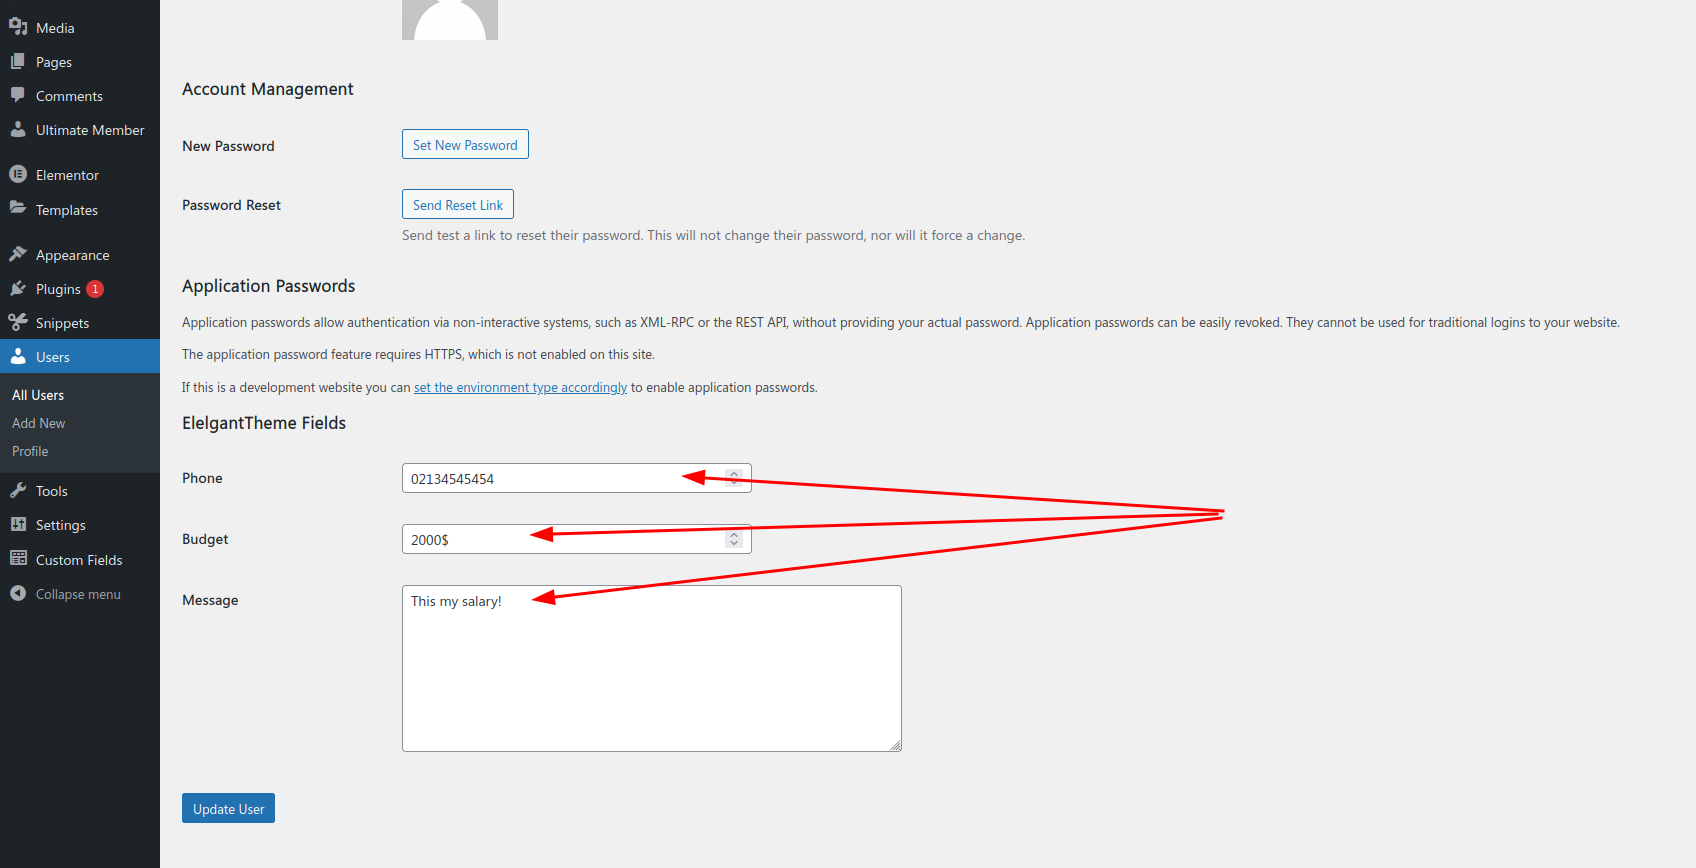 Media
Pages
Comments
Ultimate Member
Elementor
Templates
Appearance
Plugins 1
Snippets
Users
All Users
Add New
Profile
Tools
Settings
Custom Fields
Collapse menu
Account Management
New Password
Set New Password
Password Reset
Send Reset Link
Send test a link to reset their password. This will not change their password, nor will it force a change.
Application Passwords
Application passwords allow authentication via non-interactive systems, such as XML-RPC or the REST API, without providing your actual password. Application passwords can be easily revoked. They cannot be used for traditional logins to your website.
The application password feature requires HTTPS, which is not enabled on this site.
If this is a development website you can set the environment type accordingly to enable application passwords.
ElelgantTheme Fields
Phone
02134545454
Budget
2000$
Message
This my salary!
Update User